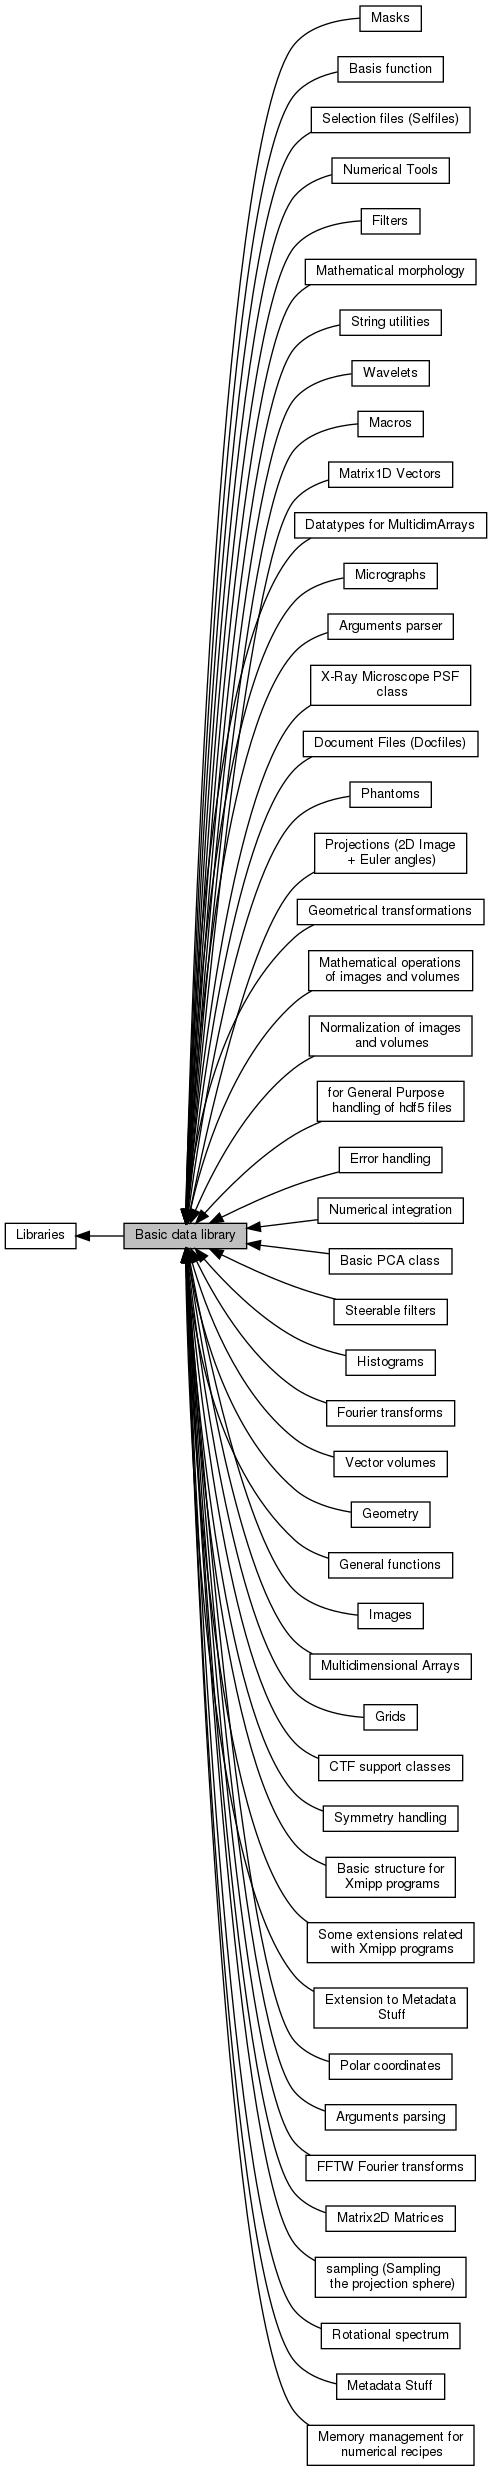 Masks
Basis function
Selection files (Selfiles)
Numerical Tools
Filters
Mathematical morphology
String utilities
Wavelets
Macros
Matrix1D Vectors
Datatypes for MultidimArrays
Micrographs
Arguments parser
X-Ray Microscope PSF
class
Document Files (Docfiles)
Phantoms
Projections (2D Image
+ Euler angles)
Geometrical transformations
Mathematical operations
of images and volumes
Normalization of images
and volumes
for General Purpose
handling of hdf5 files
Error handling
Numerical integration
Libraries
Basic data library
Basic PCA class
Steerable filters
Histograms
Fourier transforms
Vector volumes
Geometry
General functions
Images
Multidimensional Arrays
Grids
CTF support classes
Symmetry handling
Basic structure for
Xmipp programs
Some extensions related
with Xmipp programs
Extension to Metadata
Stuff
Polar coordinates
Arguments parsing
FFTW Fourier transforms
Matrix2D Matrices
sampling (Sampling
the projection sphere)
Rotational spectrum
Metadata Stuff
Memory management for
numerical recipes